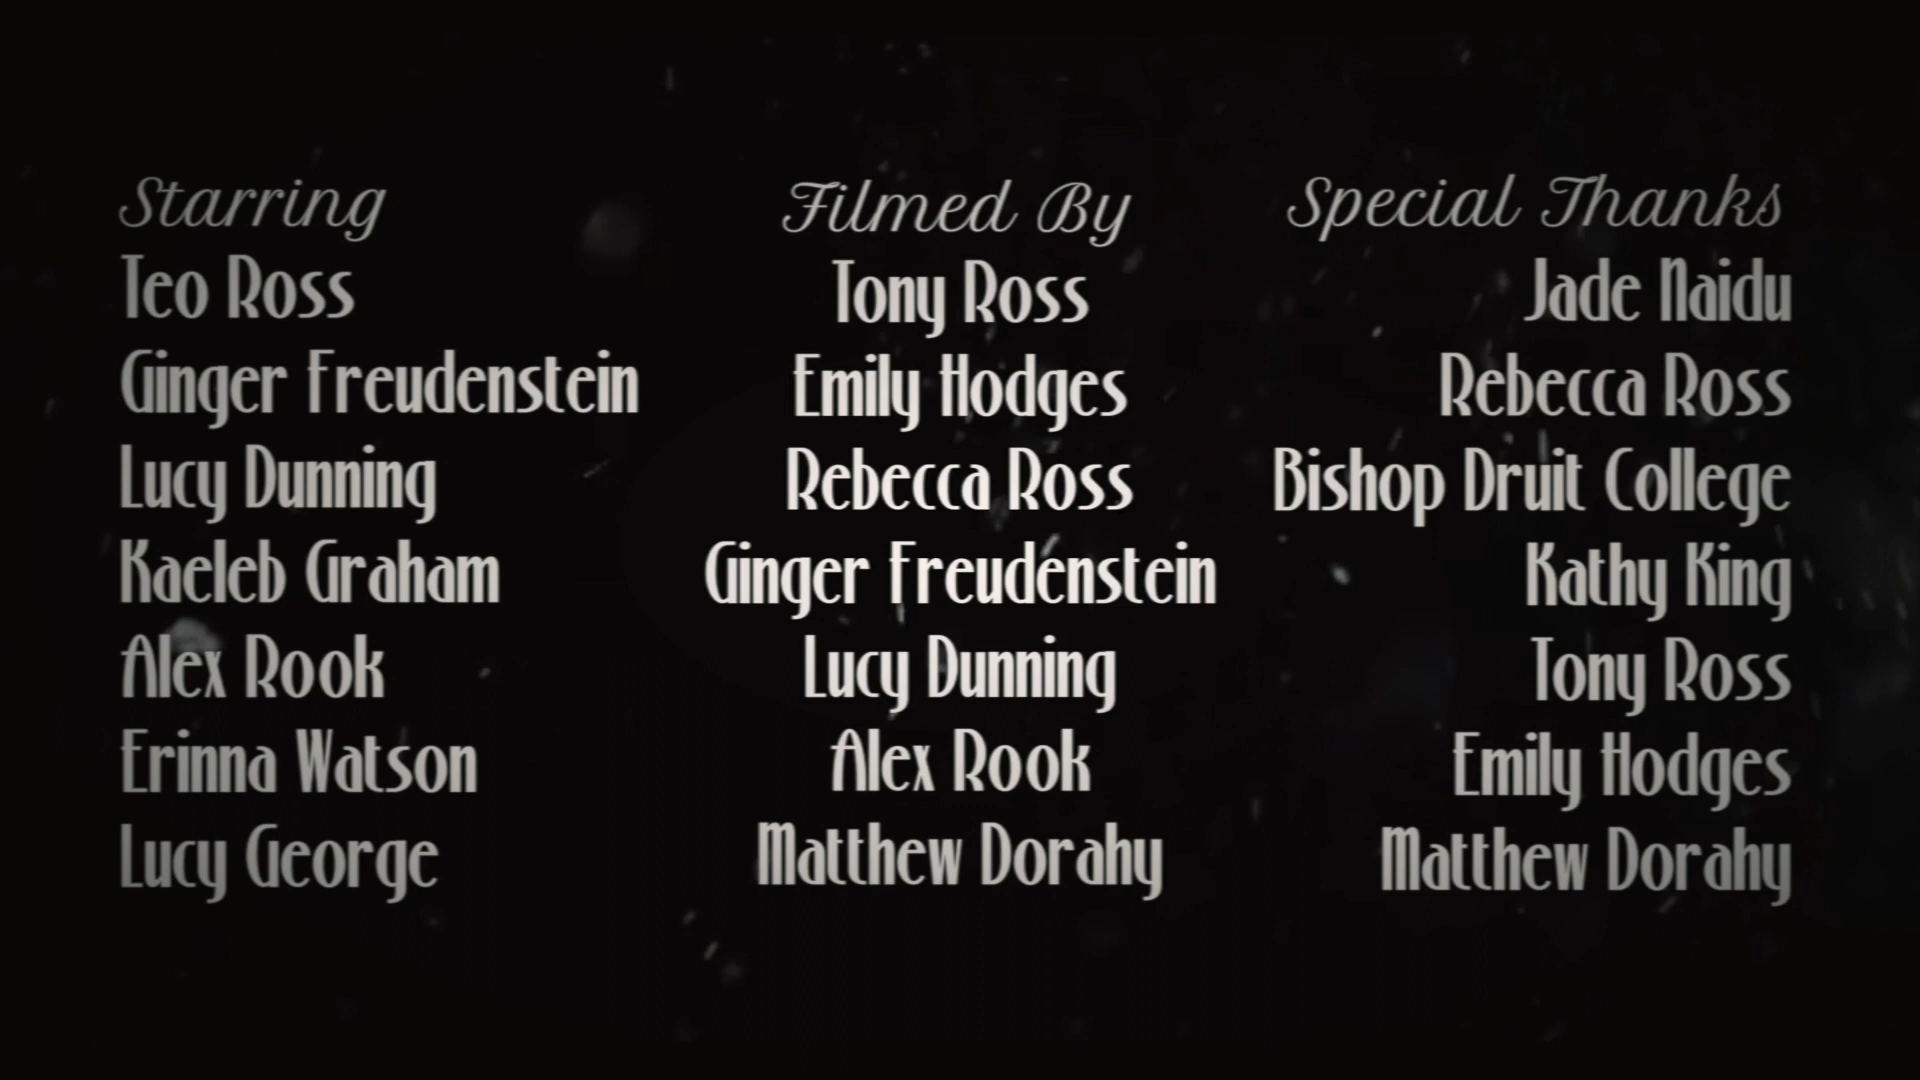 Starring
Teo Ross
Ginger Freudenstein
Lucy Dunning
Kaeleb Graham
Alex Rook
Erinna Watson
Lucy George
Filmed By
Tony Ross
Emily Hodges
Rebecca Ross
Ginger Freudenstein
Lucy Dunning
Alex Rook
Matthew Dorahy
Special Thanks
Jade Naidu
Rebecca Ross
Bishop Druit College
Kathy King
Tony Ross
Emily Hodges
Matthew Dorahy